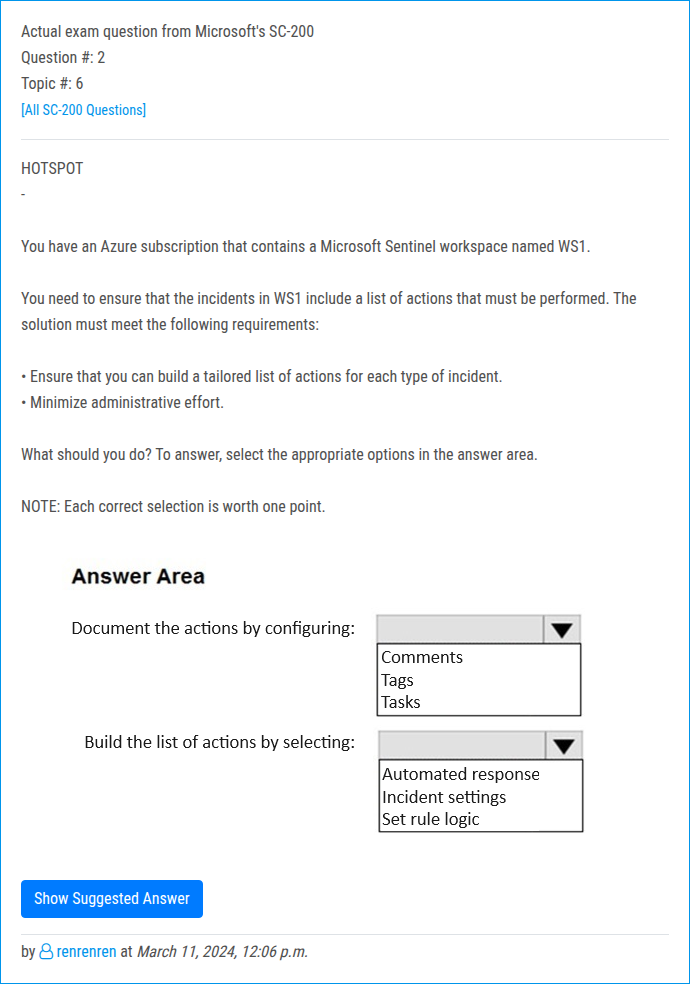 Actual exam question from Microsoft's SC-200
Question #: 2
Topic #: 6
[All SC-200 Questions]
HOTSPOT
-
You have an Azure subscription that contains a Microsoft Sentinel workspace named WS1.
You need to ensure that the incidents in WS1 include a list of actions that must be performed. The
solution must meet the following requirements:
• Ensure that you can build a tailored list of actions for each type of incident.
• Minimize administrative effort.
What should you do? To answer, select the appropriate options in the answer area.
NOTE: Each correct selection is worth one point.
Answer Area
Document the actions by configuring:
Comments
Tags
Tasks
Build the list of actions by selecting:
Automated response
Incident settings
Set rule logic
Show Suggested Answer
by renrenren at March 11, 2024, 12:06 p.m.